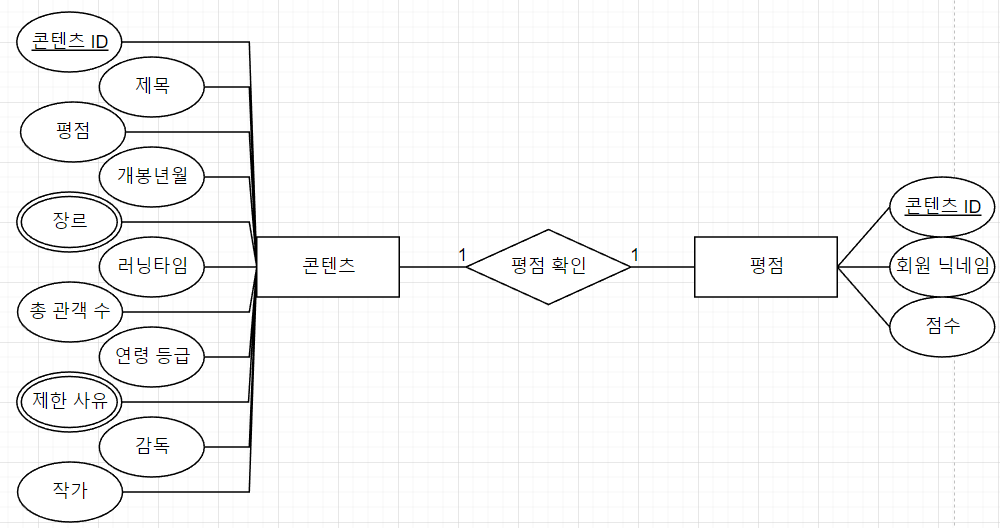 콘텐츠 ID
제목
평점
개봉년월
장르
러닝타임
총 관객 수
연령 등급
제한 사유
감독
작가
콘텐츠
1
평점 확인
1
평점
콘텐츠 ID
회원 닉네임
점수